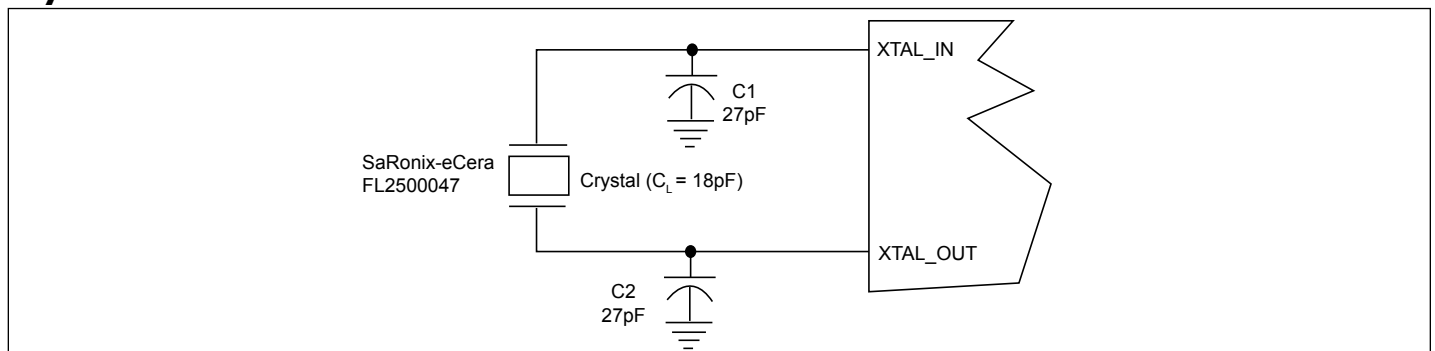 XTAL_IN
C1
27pF
SaRonix-eCera
FL2500047
Crystal (CL = 18pF)
XTAL_OUT
C2
27pF